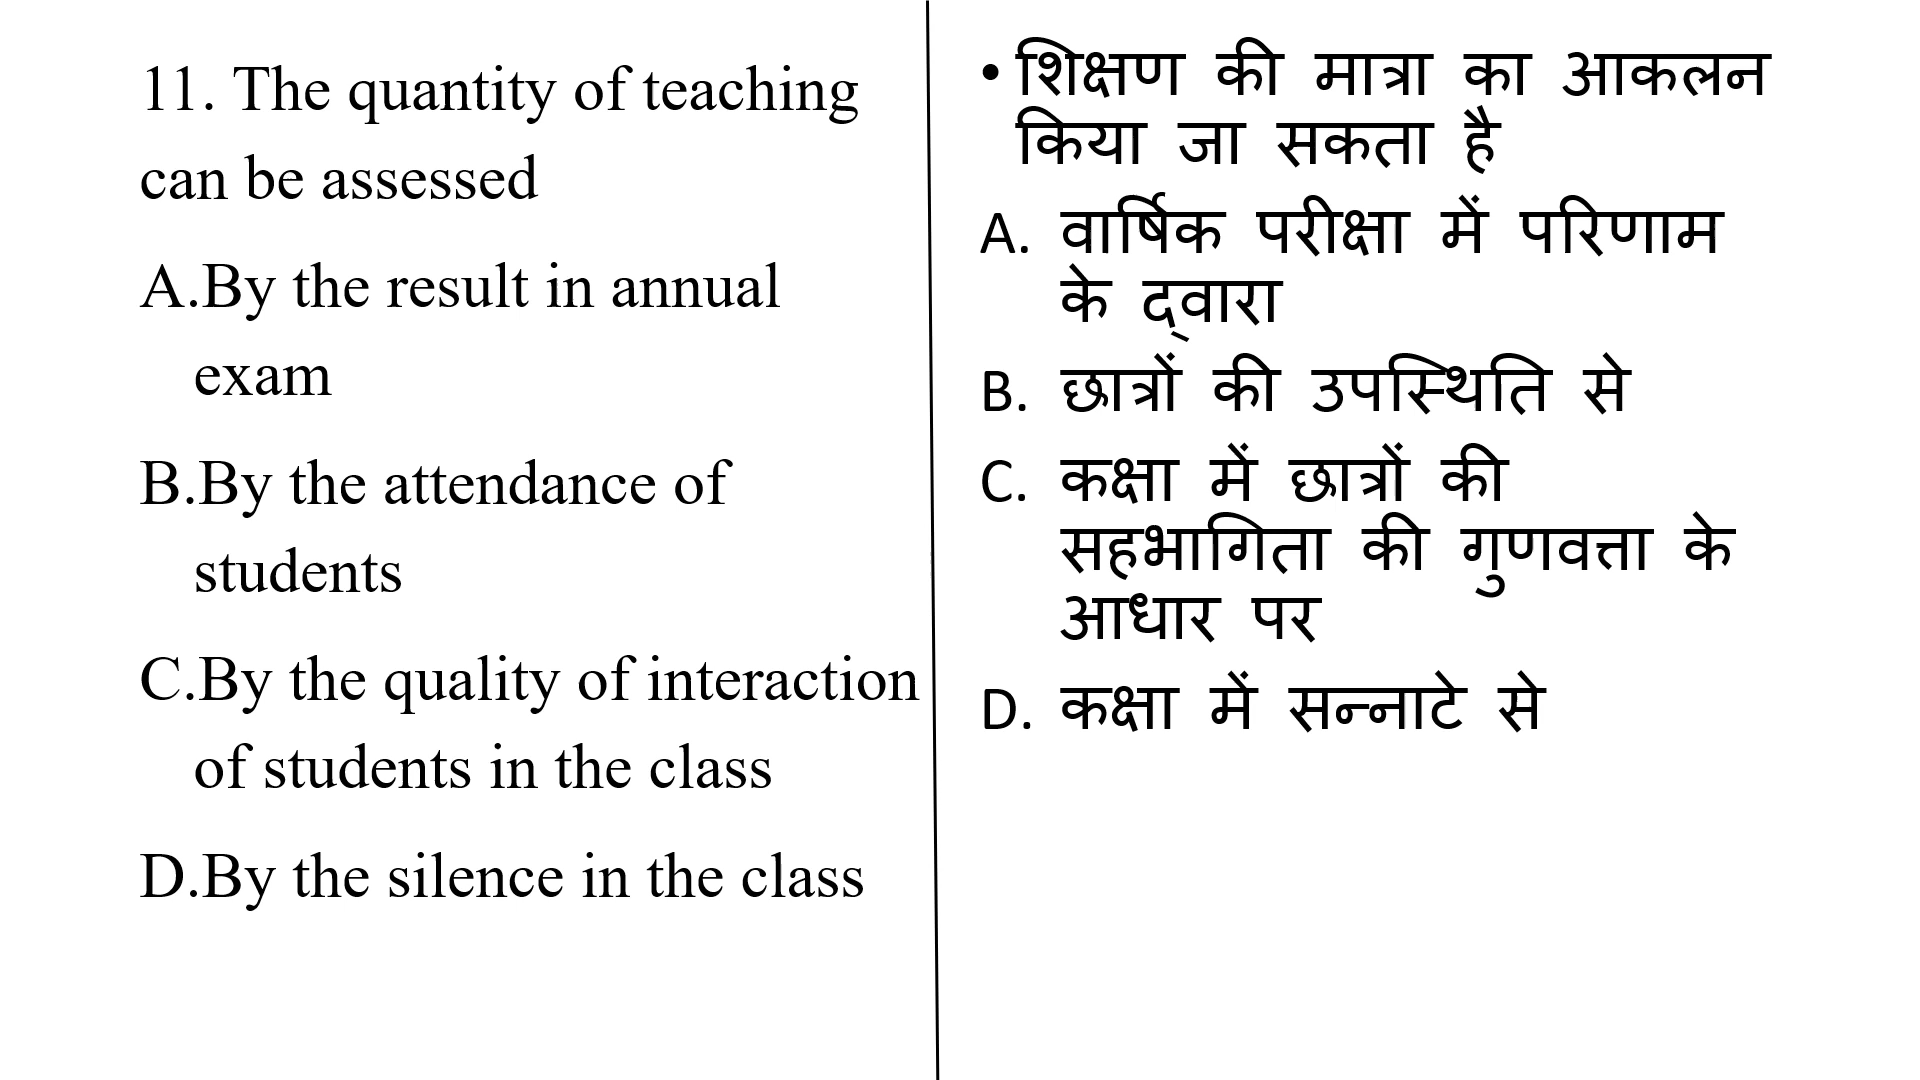 11. The quantity of teaching
can be assessed
A.By the result in annual
exam
B.By the attendance of
students
C.By the quality of interaction
of students in the class
D.By the silence in the class
• शिक्षण की मात्रा का आकलन
किया जा सकता है
A. वार्षिक परीक्षा में परिणाम
के द्वारा
B. छात्रों की उपस्थिति से
C. कक्षा में छात्रों की
सहभागिता की गुणवत्ता के
आधार पर
D. कक्षा में सन्नाटे से